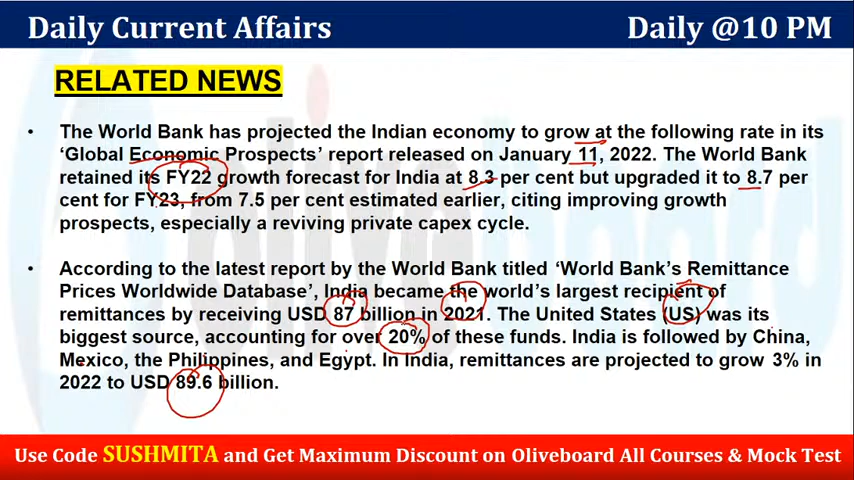 Daily Current Affairs
Daily @10 PM
RELATED NEWS
• The World Bank has projected the Indian economy to grow at the following rate in its
'Global Economic Prospects' report released on January 11, 2022. The World Bank
retained its FY22 growth forecast for India at 8.3 per cent but upgraded it to 8.7 per
cent for FY23, from 7.5 per cent estimated earlier, citing improving growth
prospects, especially a reviving private capex cycle.
• According to the latest report by the World Bank titled 'World Bank's Remittance
Prices Worldwide Database', India became the world's largest recipient of
remittances by receiving USD 87 billion in 2021. The United States (US) was its
biggest source, accounting for over 20% of these funds. India is followed by China,
Mexico, the Philippines, and Egypt. In India, remittances are projected to grow 3% in
2022 to USD 89.6 billion.
Use Code SUSHMITA and Get Maximum Discount on Oliveboard All Courses & Mock Test